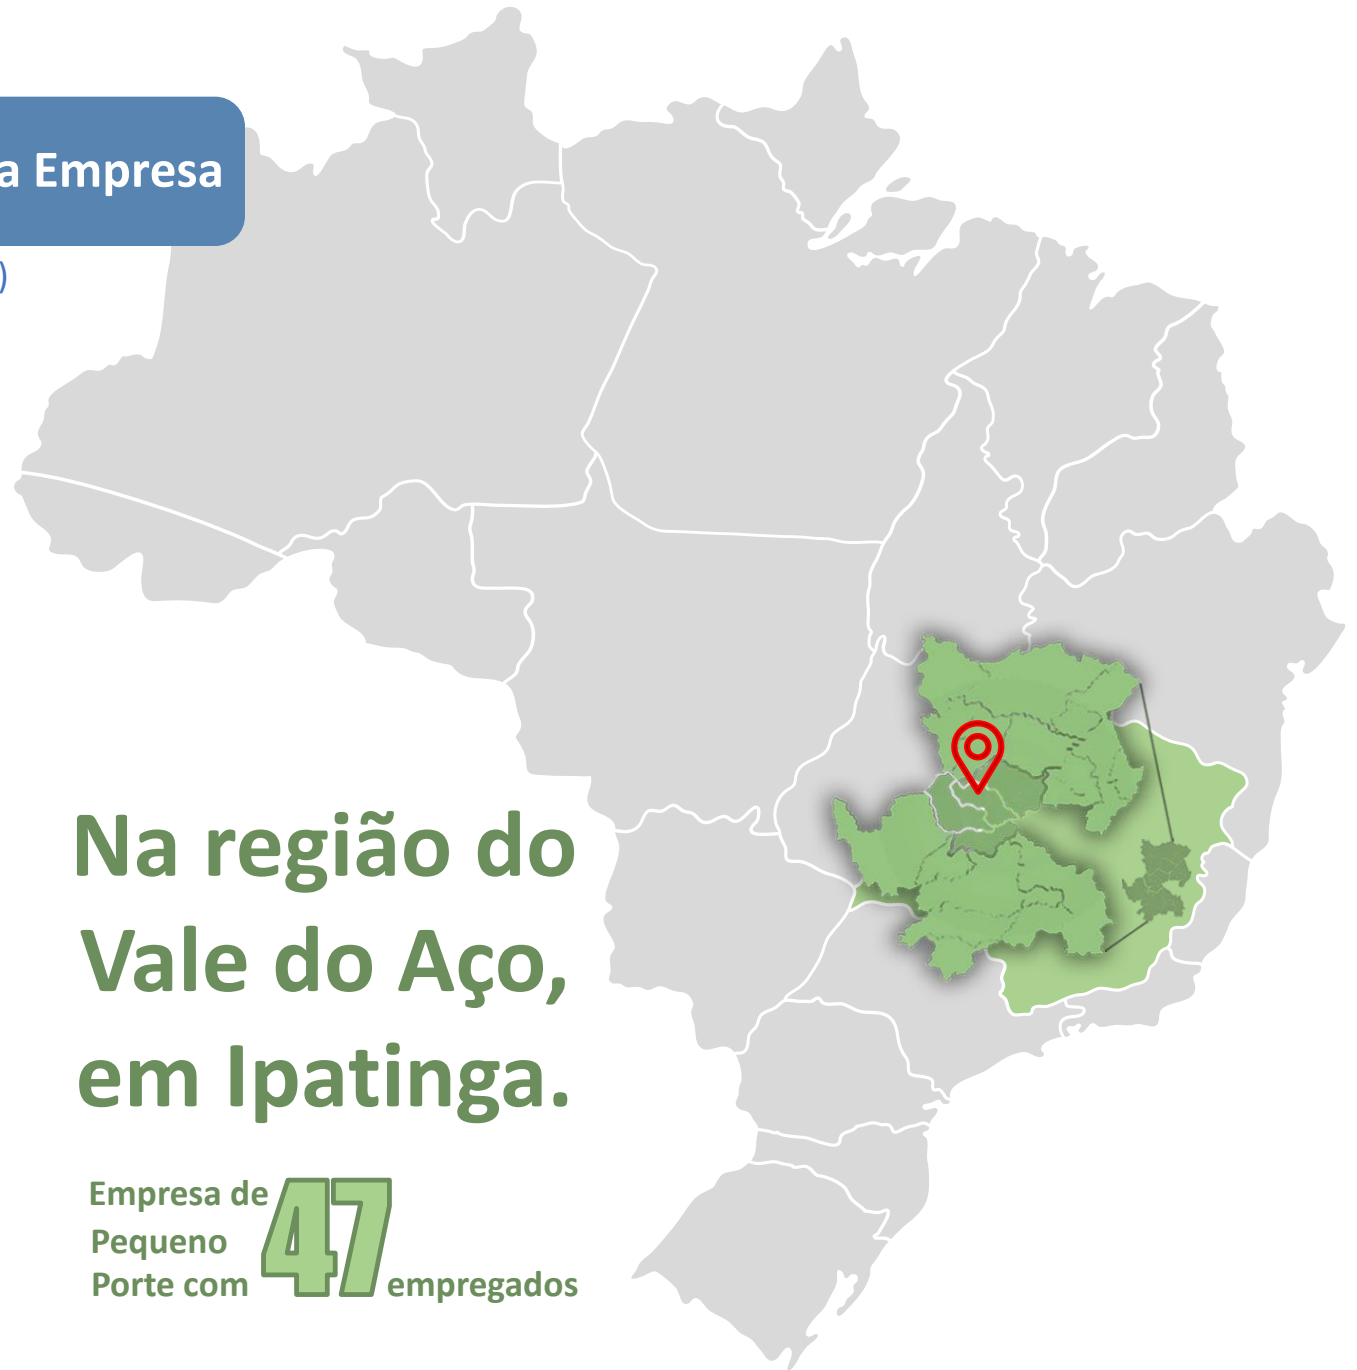 a Empresa
)
Na região do
Vale do Aço,
em Ipatinga.
Empresa de
Pequeno
Porte com 47 empregados